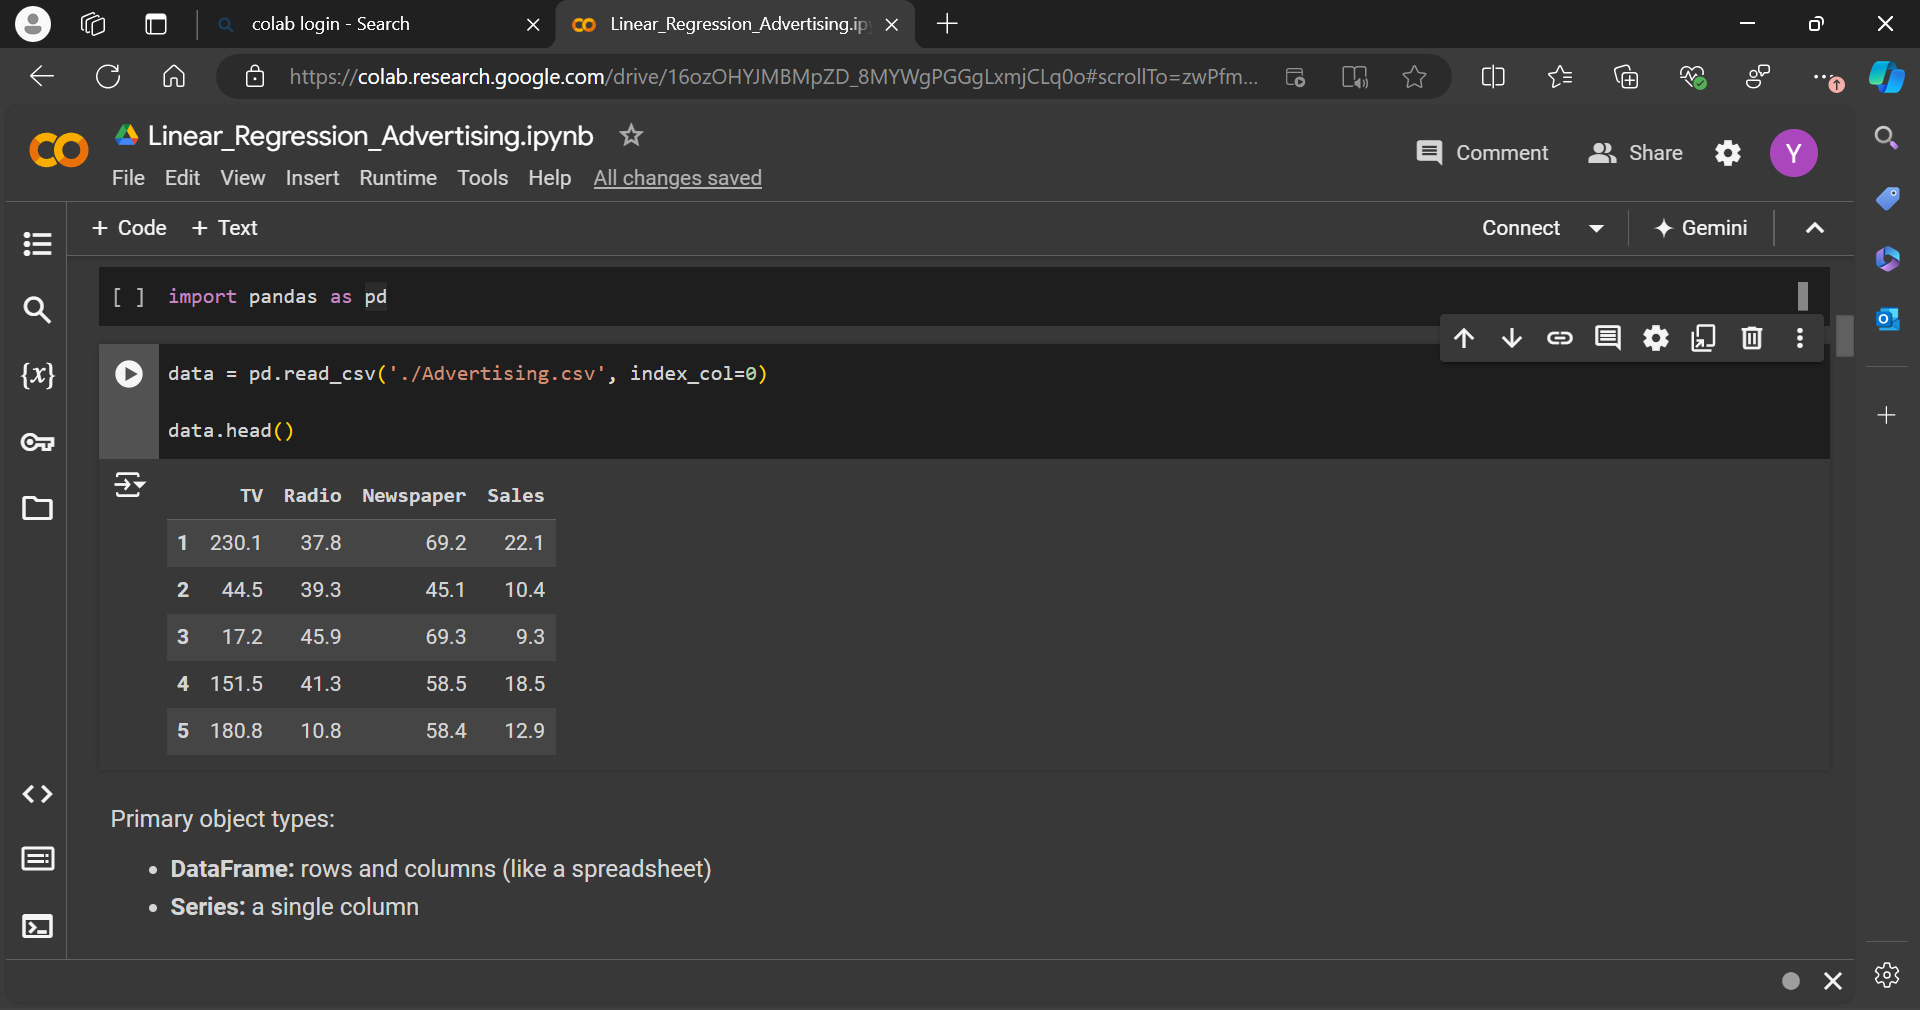 colab login - Search
Linear_Regression_Advertising.ip
https://colab.research.google.com/drive/16ozOHYJMBMpZD_8MYWgPGGgLxmjCLq0o#scrollTo=zwPfm...
Linear_Regression_Advertising.ipynb
Comment Share Y
File Edit View Insert Runtime Tools Help All changes saved
+ Code + Text Connect Gemini
[ ] import pandas as pd
data = pd.read_csv('./Advertising.csv', index_col=0)
data.head()
TV Radio Newspaper Sales
1 230.1 37.8 69.2 22.1
2 44.5 39.3 45.1 10.4
3 17.2 45.9 69.3 9.3
4 151.5 41.3 58.5 18.5
5 180.8 10.8 58.4 12.9
Primary object types:
• DataFrame: rows and columns (like a spreadsheet)
• Series: a single column